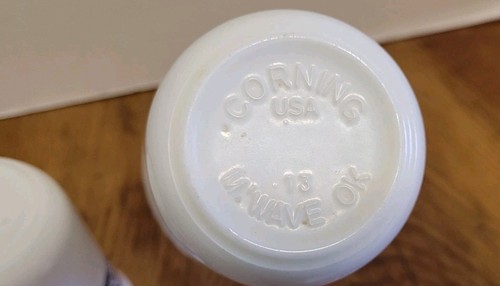 CORNING
USA
13
M.WAVE OK